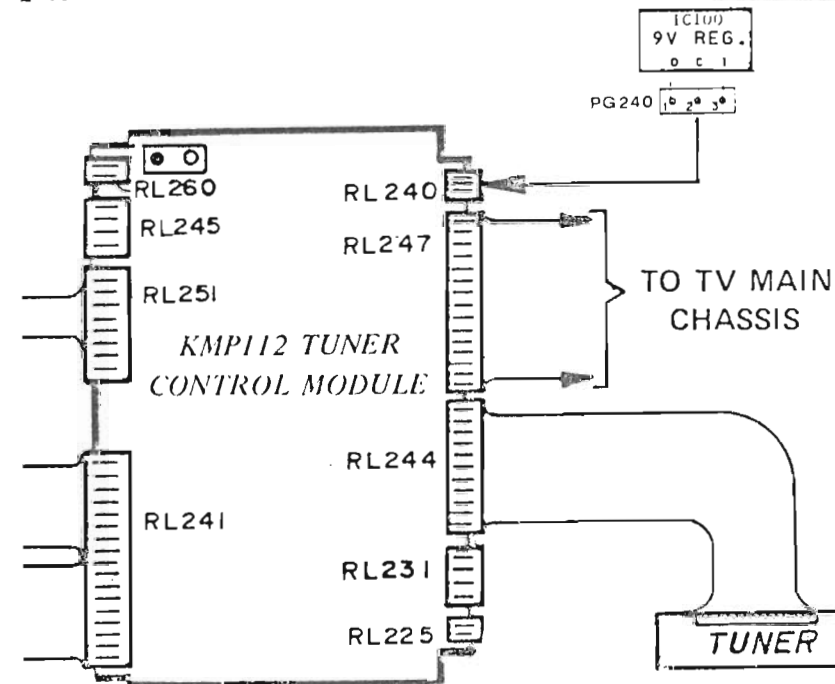 IC100
9V REG.
O C I
PG240 1 2 3
RL260
RL240
RL245
RL247
RL251
TO TV MAIN
CHASSIS
KMP112 TUNER
CONTROL MODULE
RL244
RL241
RL231
RL225
TUNER